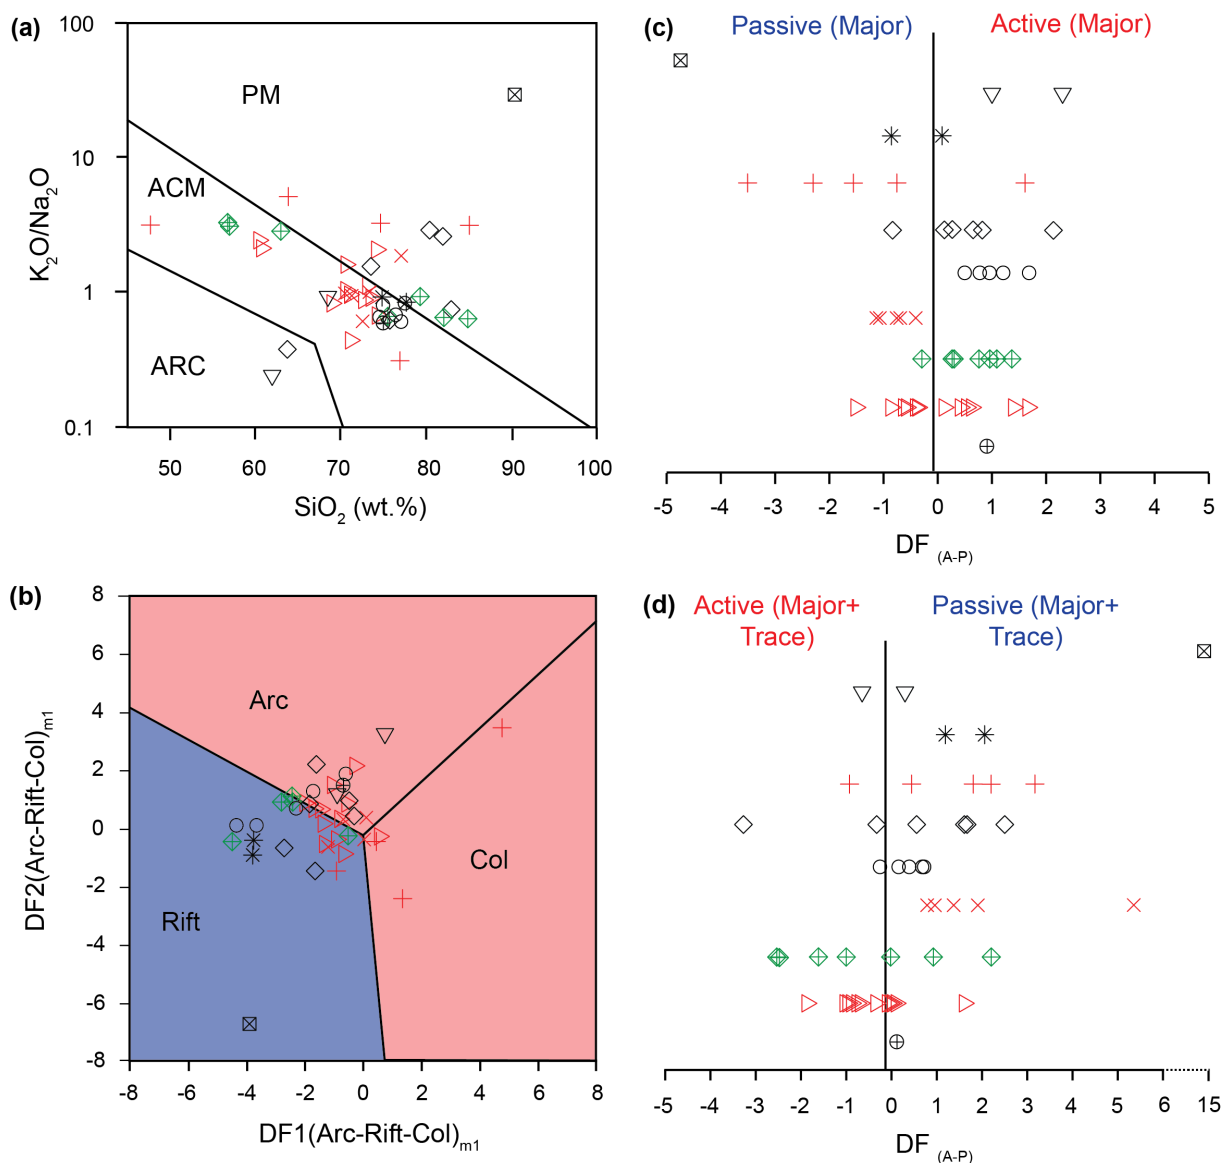 (a)
100
10
1
0.1
K₂O/Na₂O
PM
ACM
ARC
50 60 70 80 90 100
SiO₂ (wt.%)
(c)
Passive (Major) Active (Major)
-5 -4 -3 -2 -1 0 1 2 3 4 5
DF (A-P)
(b)
8
6
4
2
0
-2
-4
-6
-8
DF2(Arc-Rift-Col)m1
Arc
Rift
Col
-8 -6 -4 -2 0 2 4 6 8
DF1(Arc-Rift-Col)m1
(d)
Active (Major+
Trace)
Passive (Major+
Trace)
-5 -4 -3 -2 -1 0 1 2 3 4 5 6 15
DF (A-P)